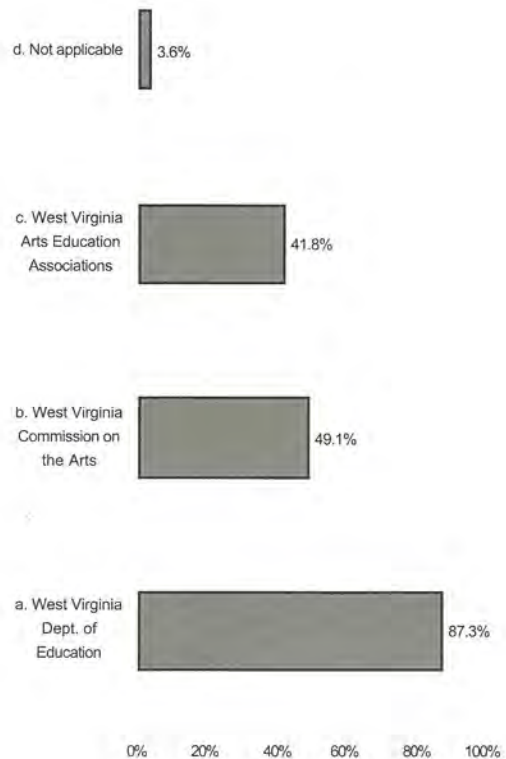 d. Not applicable
3.6%
c. West Virginia
Arts Education
Associations
41.8%
b. West Virginia
Commission on
the Arts
49.1%
a. West Virginia
Dept. of
Education
87.3%
0% 20% 40% 60% 80% 100%